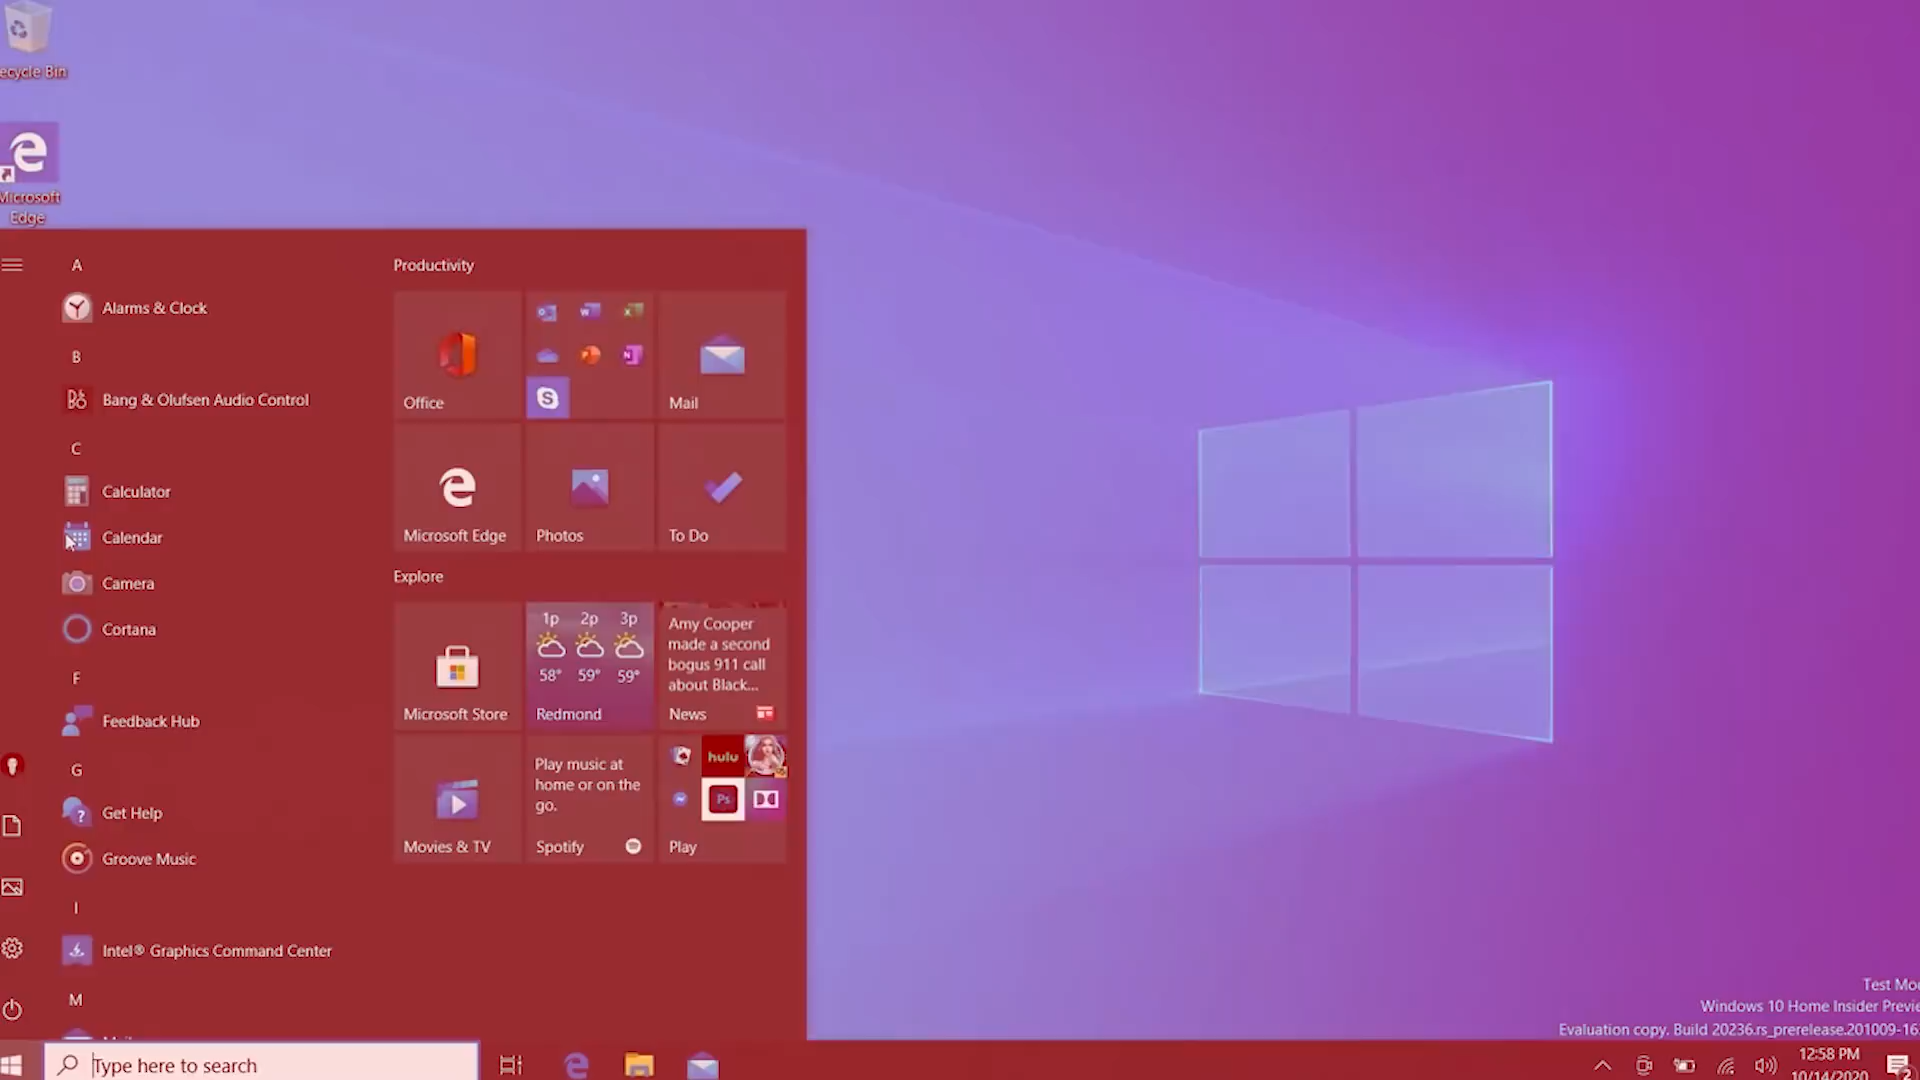 ecycle Bin
Microsoft
Edge
A
Alarms & Clock
B
Bang & Olufsen Audio Control
C
Calculator
Calendar
Camera
Cortana
F
Feedback Hub
G
Get Help
Groove Music
I
Intel® Graphics Command Center
M
Productivity
Office
Mail
Microsoft Edge
Photos
To Do
Explore
Microsoft Store
1p 2p 3p
58° 59° 59°
Redmond
Amy Cooper
made a second
bogus 911 call
about Black...
News
Movies & TV
Play music at
home or on the
go.
Spotify
hulu
Ps
Play
Test Mo
Windows 10 Home Insider Previe
Evaluation copy. Build 20236.rs_prerelease.201009-16
Type here to search
12:58 PM
10/14/2020
2